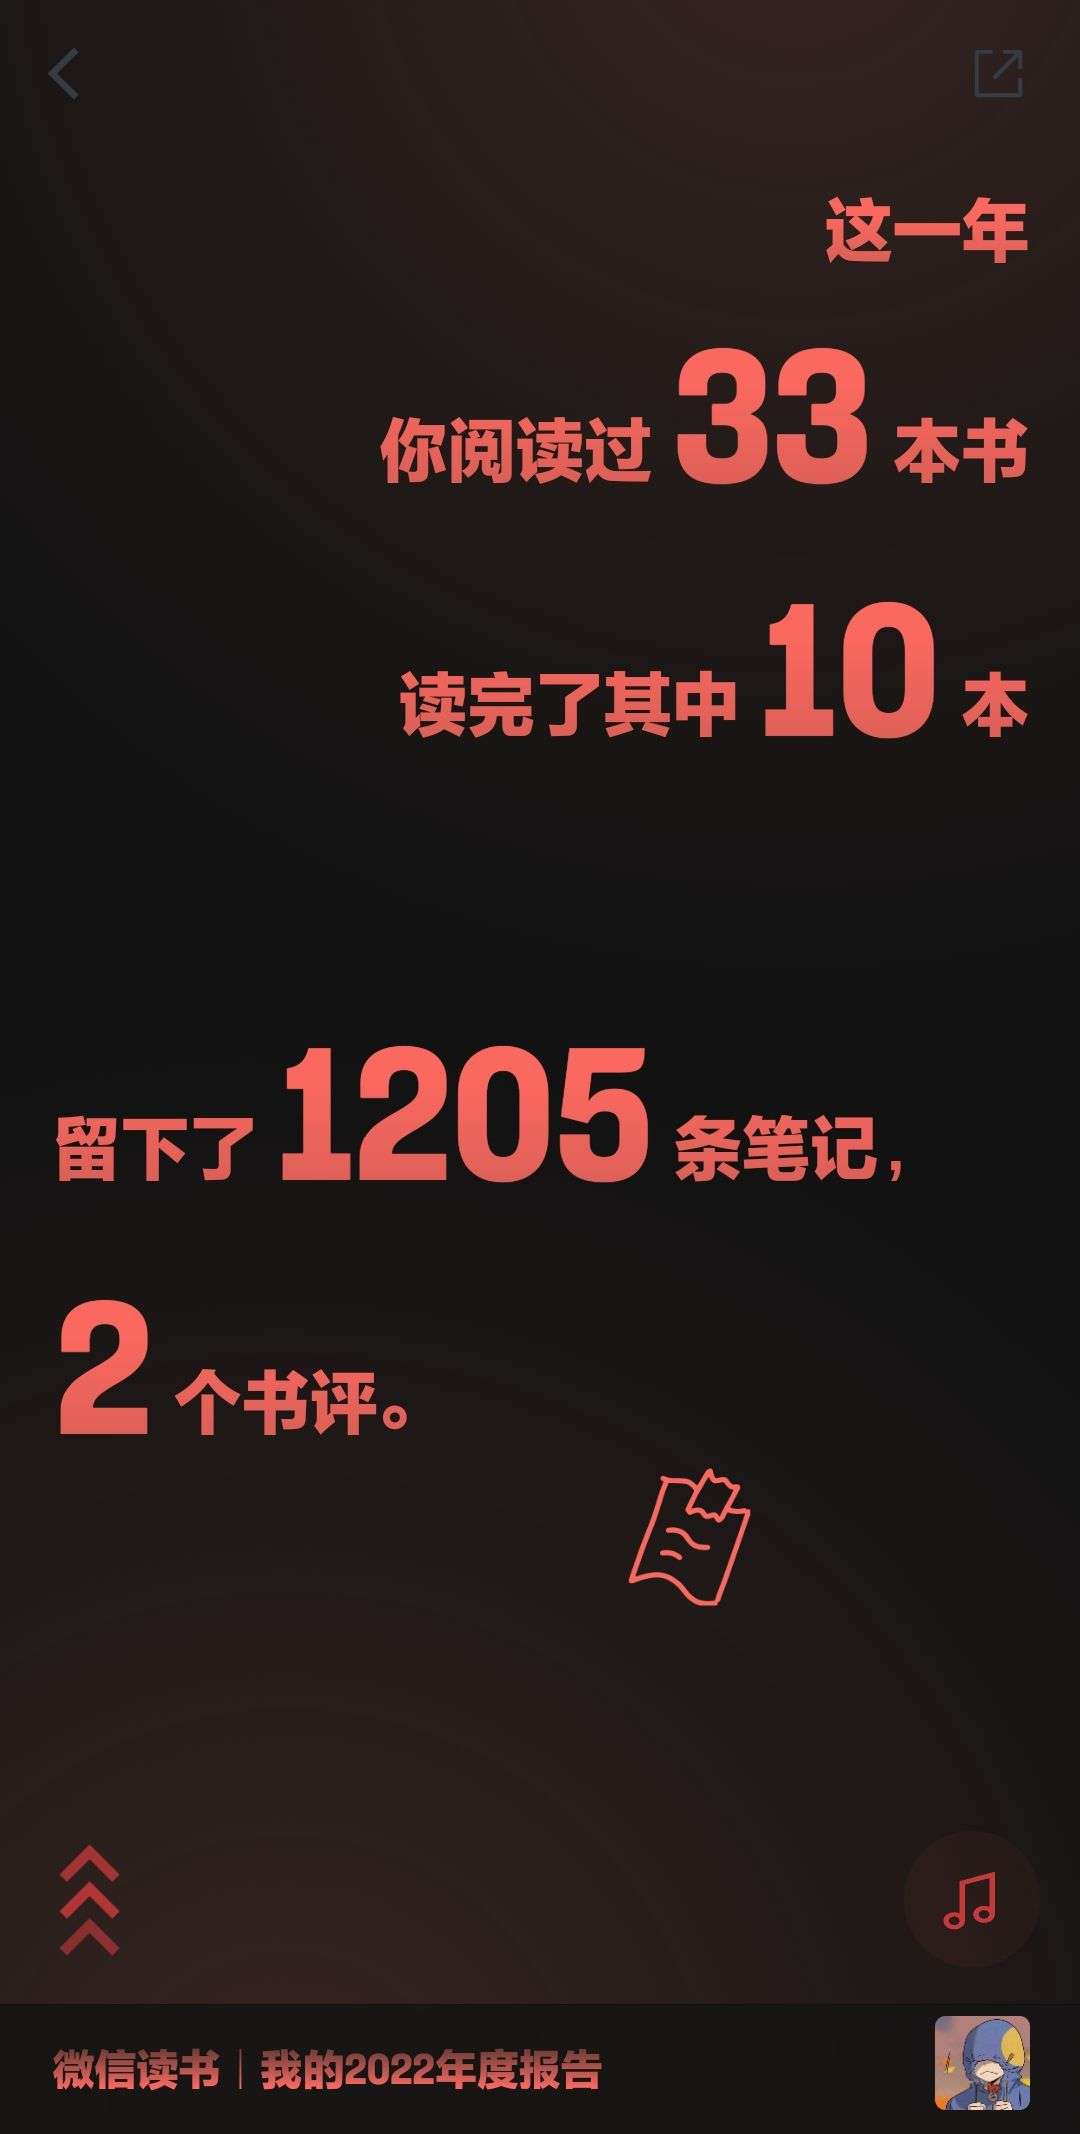 这一年
你阅读过 33 本书
读完了其中 10 本
留下了 1205 条笔记，
2 个书评。
微信读书｜我的2022年度报告